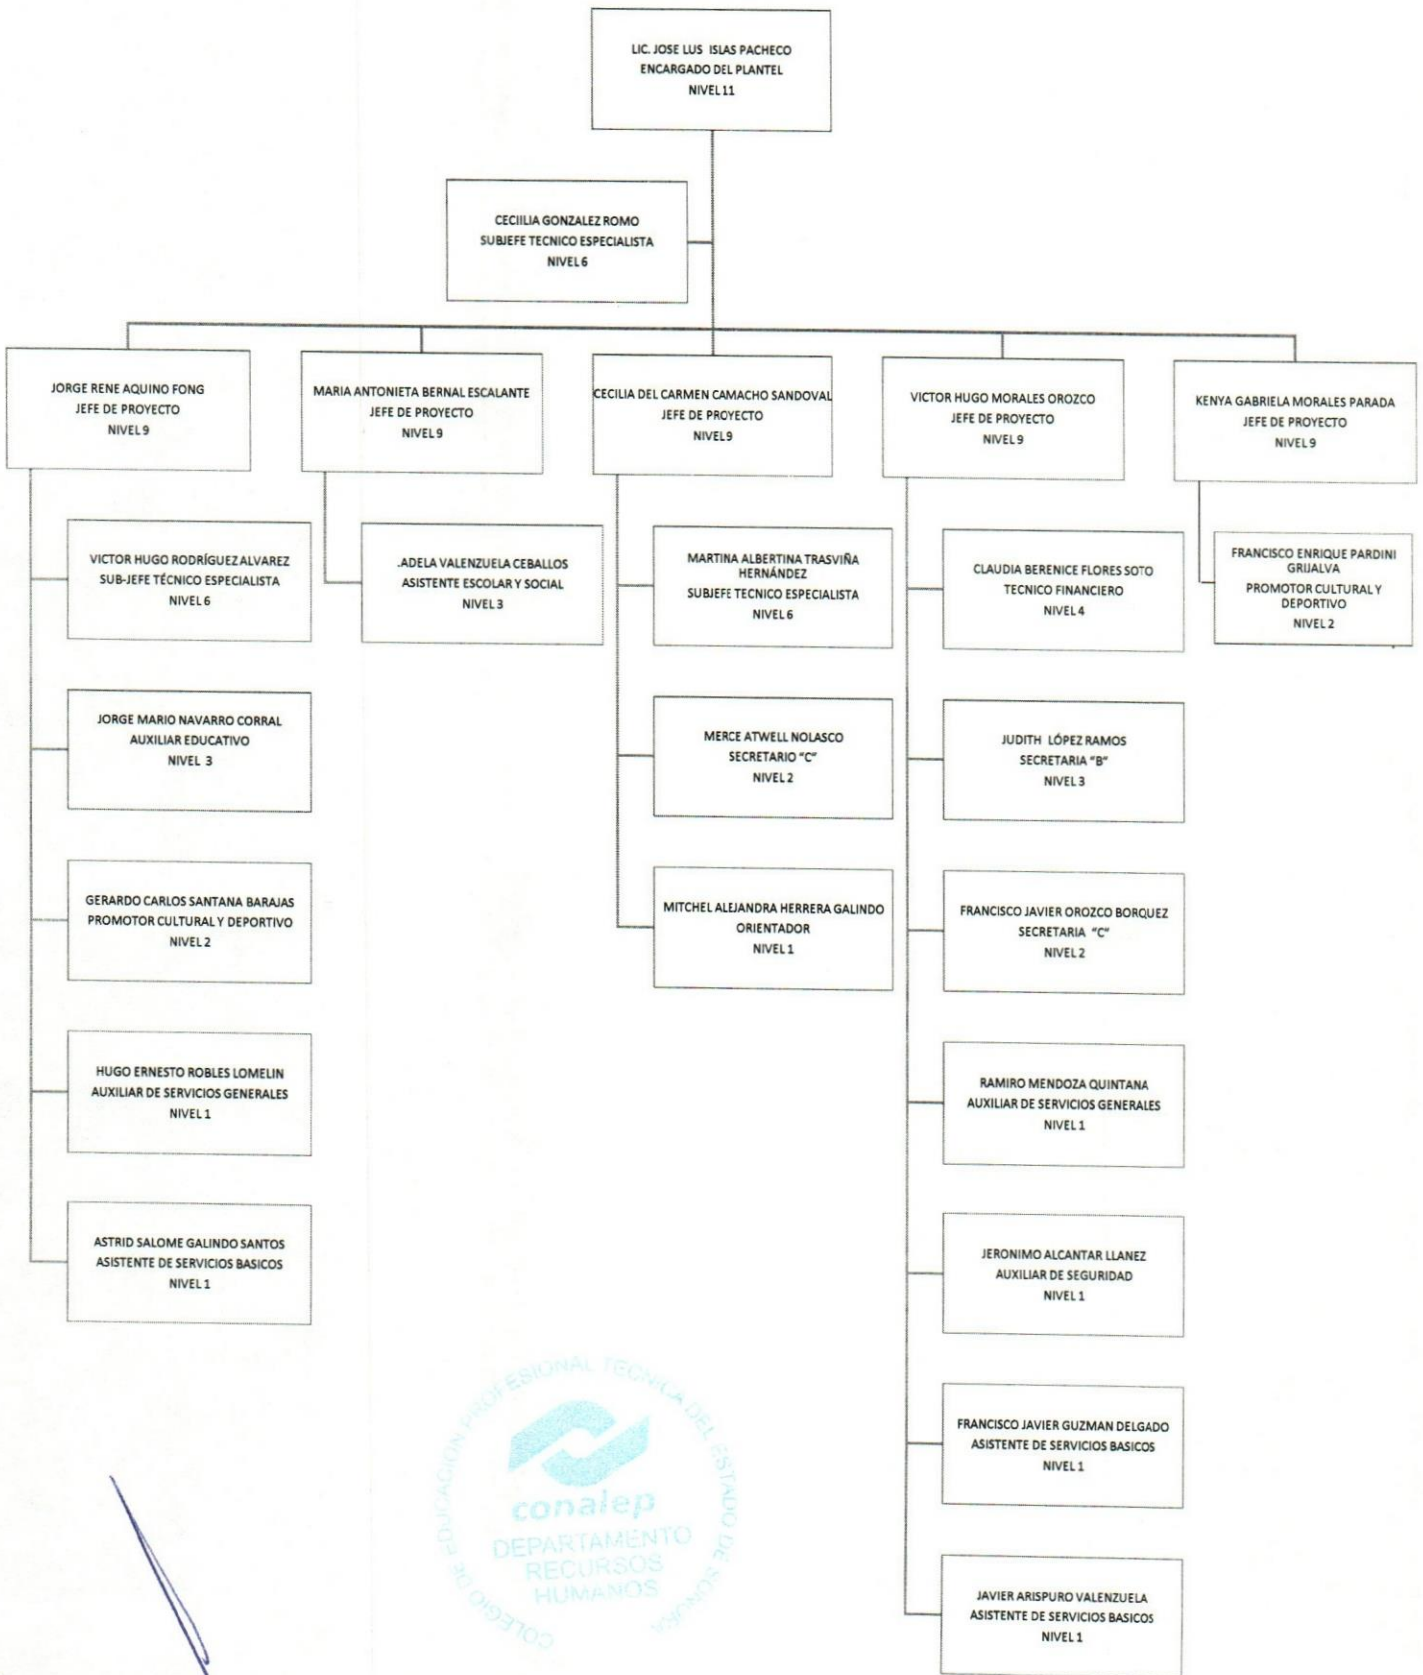 LIC. JOSE LUS ISLAS PACHECO
ENCARGADO DEL PLANTEL
NIVEL 11
CECIILIA GONZALEZ ROMO
SUBJEFE TECNICO ESPECIALISTA
NIVEL 6
JORGE RENE AQUINO FONG
JEFE DE PROYECTO
NIVEL 9
MARIA ANTONIETA BERNAL ESCALANTE
JEFE DE PROYECTO
NIVEL 9
CECILIA DEL CARMEN CAMACHO SANDOVAL
JEFE DE PROYECTO
NIVEL 9
VICTOR HUGO MORALES OROZCO
JEFE DE PROYECTO
NIVEL 9
KENYA GABRIELA MORALES PARADA
JEFE DE PROYECTO
NIVEL 9
VICTOR HUGO RODRÍGUEZ ALVAREZ
SUB-JEFE TÉCNICO ESPECIALISTA
NIVEL 6
JORGE MARIO NAVARRO CORRAL
AUXILIAR EDUCATIVO
NIVEL 3
GERARDO CARLOS SANTANA BARAJAS
PROMOTOR CULTURAL Y DEPORTIVO
NIVEL 2
HUGO ERNESTO ROBLES LOMELIN
AUXILIAR DE SERVICIOS GENERALES
NIVEL 1
ASTRID SALOME GALINDO SANTOS
ASISTENTE DE SERVICIOS BASICOS
NIVEL 1
.ADELA VALENZUELA CEBALLOS
ASISTENTE ESCOLAR Y SOCIAL
NIVEL 3
MARTINA ALBERTINA TRASVIÑA
HERNÁNDEZ
SUBJEFE TECNICO ESPECIALISTA
NIVEL 6
MERCE ATWELL NOLASCO
SECRETARIO "C"
NIVEL 2
MITCHEL ALEJANDRA HERRERA GALINDO
ORIENTADOR
NIVEL 1
CLAUDIA BERENICE FLORES SOTO
TECNICO FINANCIERO
NIVEL 4
JUDITH LÓPEZ RAMOS
SECRETARIA "B"
NIVEL 3
FRANCISCO JAVIER OROZCO BORQUEZ
SECRETARIA "C"
NIVEL 2
RAMIRO MENDOZA QUINTANA
AUXILIAR DE SERVICIOS GENERALES
NIVEL 1
JERONIMO ALCANTAR LLANEZ
AUXILIAR DE SEGURIDAD
NIVEL 1
FRANCISCO JAVIER GUZMAN DELGADO
ASISTENTE DE SERVICIOS BASICOS
NIVEL 1
JAVIER ARISPURO VALENZUELA
ASISTENTE DE SERVICIOS BASICOS
NIVEL 1
FRANCISCO ENRIQUE PARDINI
GRIJALVA
PROMOTOR CULTURAL Y
DEPORTIVO
NIVEL 2
COLEGIO DE EDUCACION PROFESIONAL TECNICA DEL ESTADO DE SONORA
conalep
DEPARTAMENTO
RECURSOS
HUMANOS